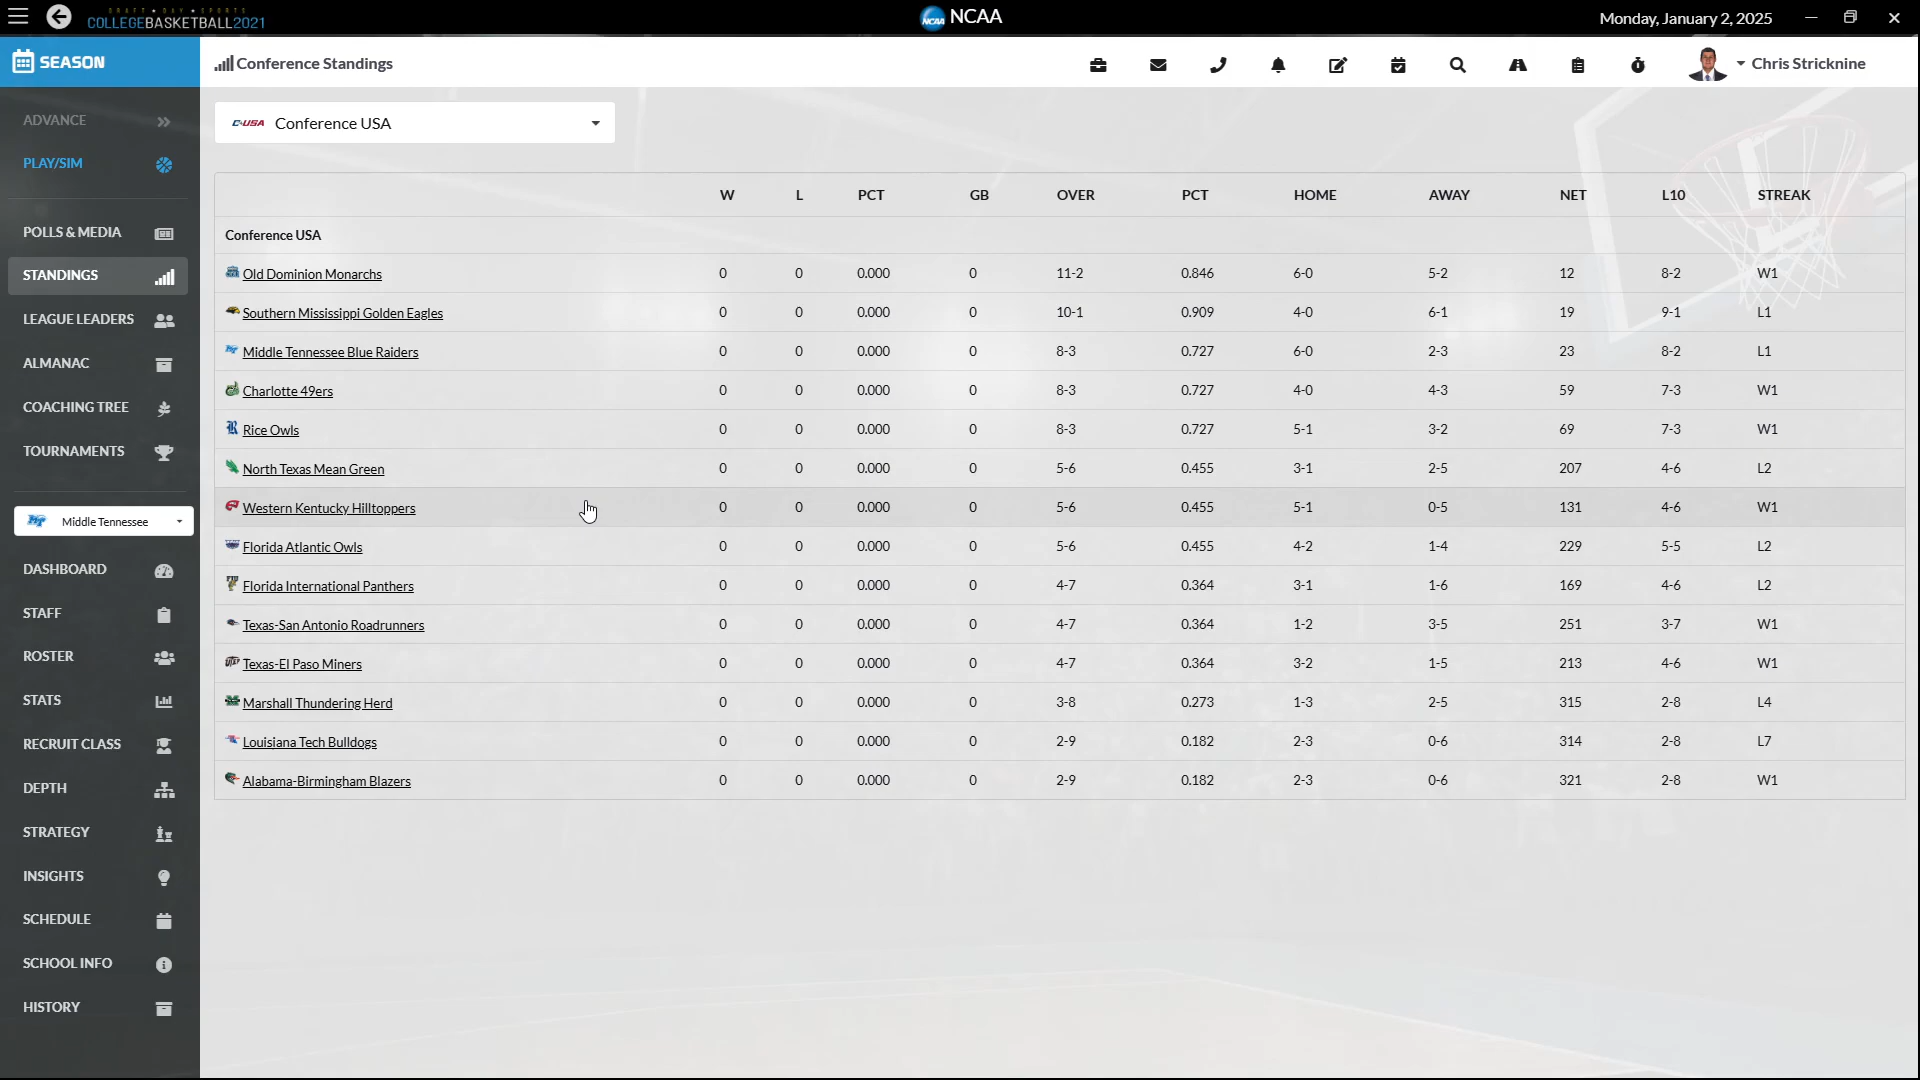 DRAFT • DAY • SPORTS
COLLEGEBASKETBALL2021
NCAA NCAA
Monday, January 2, 2025
SEASON
Conference Standings
Chris Stricknine
ADVANCE
PLAY/SIM
POLLS & MEDIA
STANDINGS
LEAGUE LEADERS
ALMANAC
COACHING TREE
TOURNAMENTS
Middle Tennessee
DASHBOARD
STAFF
ROSTER
STATS
RECRUIT CLASS
DEPTH
STRATEGY
INSIGHTS
SCHEDULE
SCHOOL INFO
HISTORY
C-USA Conference USA
W L PCT GB OVER PCT HOME AWAY NET L10 STREAK
Conference USA
Old Dominion Monarchs 0 0 0.000 0 11-2 0.846 6-0 5-2 12 8-2 W1
Southern Mississippi Golden Eagles 0 0 0.000 0 10-1 0.909 4-0 6-1 19 9-1 L1
Middle Tennessee Blue Raiders 0 0 0.000 0 8-3 0.727 6-0 2-3 23 8-2 L1
Charlotte 49ers 0 0 0.000 0 8-3 0.727 4-0 4-3 59 7-3 W1
Rice Owls 0 0 0.000 0 8-3 0.727 5-1 3-2 69 7-3 W1
North Texas Mean Green 0 0 0.000 0 5-6 0.455 3-1 2-5 207 4-6 L2
Western Kentucky Hilltoppers 0 0 0.000 0 5-6 0.455 5-1 0-5 131 4-6 W1
Florida Atlantic Owls 0 0 0.000 0 5-6 0.455 4-2 1-4 229 5-5 L2
Florida International Panthers 0 0 0.000 0 4-7 0.364 3-1 1-6 169 4-6 L2
Texas-San Antonio Roadrunners 0 0 0.000 0 4-7 0.364 1-2 3-5 251 3-7 W1
Texas-El Paso Miners 0 0 0.000 0 4-7 0.364 3-2 1-5 213 4-6 W1
Marshall Thundering Herd 0 0 0.000 0 3-8 0.273 1-3 2-5 315 2-8 L4
Louisiana Tech Bulldogs 0 0 0.000 0 2-9 0.182 2-3 0-6 314 2-8 L7
Alabama-Birmingham Blazers 0 0 0.000 0 2-9 0.182 2-3 0-6 321 2-8 W1